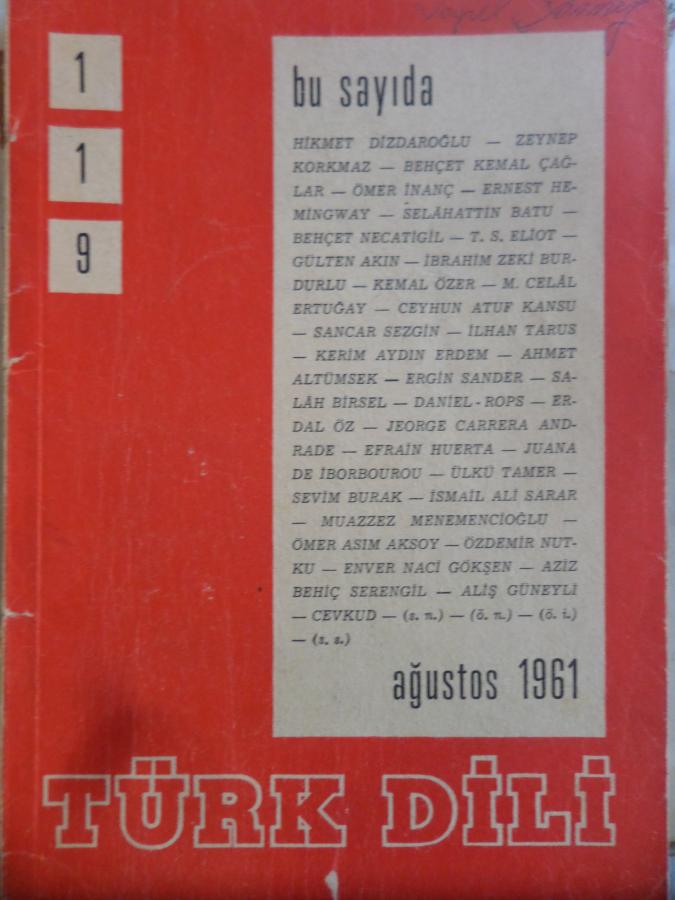 1
1
9
bu sayıda
HİKMET DİZDAROĞLU — ZEYNEP
KORKMAZ — BEHÇET KEMAL ÇAĞ-
LAR — ÖMER İNANÇ — ERNEST HE-
MİNGWAY — SELÂHATTİN BATU —
BEHÇET NECATİGİL — T. S. ELİOT —
GÜLTEN AKIN — İBRAHİM ZEKİ BUR-
DURLU — KEMAL ÖZER — M. CELÂL
ERTUĞAY — CEYHUN ATUF KANSU
— SANCAR SEZGİN — İLHAN TARUS
— KERİM AYDIN ERDEM — AHMET
ALTÜMSEK — ERGİN SANDER — SA-
LÂH BİRSEL — DANİEL-ROPS — ER-
DAL ÖZ — JEORGE CARRERA AND-
RADE — EFRAİN HUERTA — JUANA
DE İBORBOUROU — ÜLKÜ TAMER —
SEVİM BURAK — İSMAİL ALİ SARAR
— MUAZZEZ MENEMENCİOĞLU —
ÖMER ASIM AKSOY — ÖZDEMİR NUT-
KU — ENVER NACİ GÖKŞEN — AZİZ
BEHİÇ SERENGİL — ALİŞ GÜNEYLİ
— CEVKUD — (s. n.) — (ö. n.) — (ö. i.)
— (s. s.)
ağustos 1961
TÜRK DİLİ